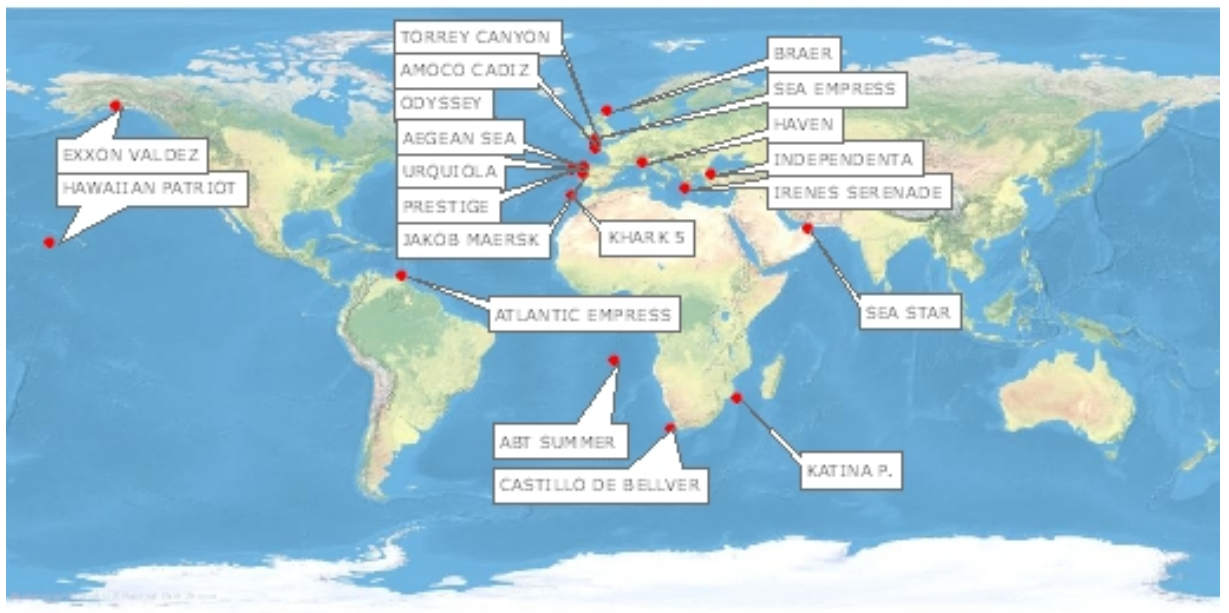 TORREY CANYON
BRAER
AMOCO CADIZ
SEA EMPRESS
ODYSSEY
HAVEN
AEGEAN SEA
EXXON VALDEZ
INDEPENDENTA
URQUIOLA
HAWAIIAN PATRIOT
IRENES SERENADE
PRESTIGE
JAKOB MAERSK
KHARK 5
ATLANTIC EMPRESS
SEA STAR
ABT SUMMER
KATINA P.
CASTILLO DE BELLVER